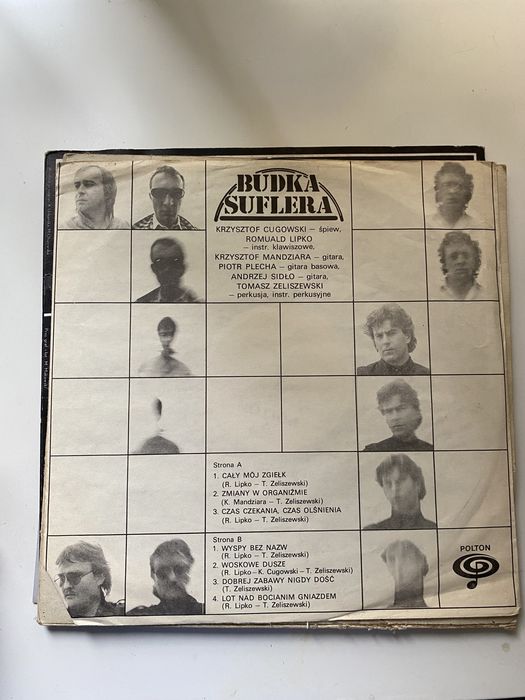 BUDKA
SUFLERA
KRZYSZTOF CUGOWSKI – śpiew,
ROMUALD LIPKO
– instr. klawiszowe,
KRZYSZTOF MANDZIARA – gitara,
PIOTR PLECHA – gitara basowa,
ANDRZEJ SIDŁO – gitara,
TOMASZ ZELISZEWSKI
– perkusja, instr. perkusyjne
Strona A
1. CAŁY MÓJ ZGIEŁK
(R. Lipko – T. Zeliszewski)
2. ZMIANY W ORGANIŹMIE
(K. Mandziara – T. Zeliszewski)
3. CZAS CZEKANIA, CZAS OLŚNIENIA
(R. Lipko – T. Zeliszewski)
Strona B
1. WYSPY BEZ NAZW
(R. Lipko – T. Zeliszewski)
2. WOSKOWE DUSZE
(R. Lipko – K. Cugowski – T. Zeliszewski)
3. DOBREJ ZABAWY NIGDY DOŚĆ
(T. Zeliszewski)
4. LOT NAD BOCIANIM GNIAZDEM
(R. Lipko – T. Zeliszewski)
POLTON